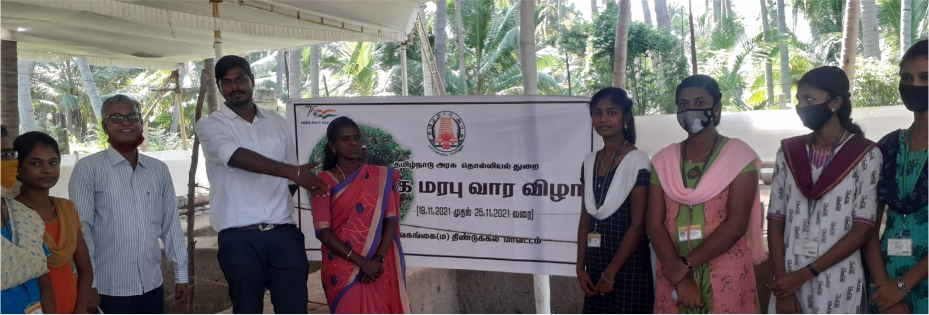 தமிழ்நாடு அரசு தொல்லியல் துறை
மரபு வார விழா
(19.11.2021 முதல் 25.11.2021 வரை)
திண்டுக்கல் மாவட்டம்